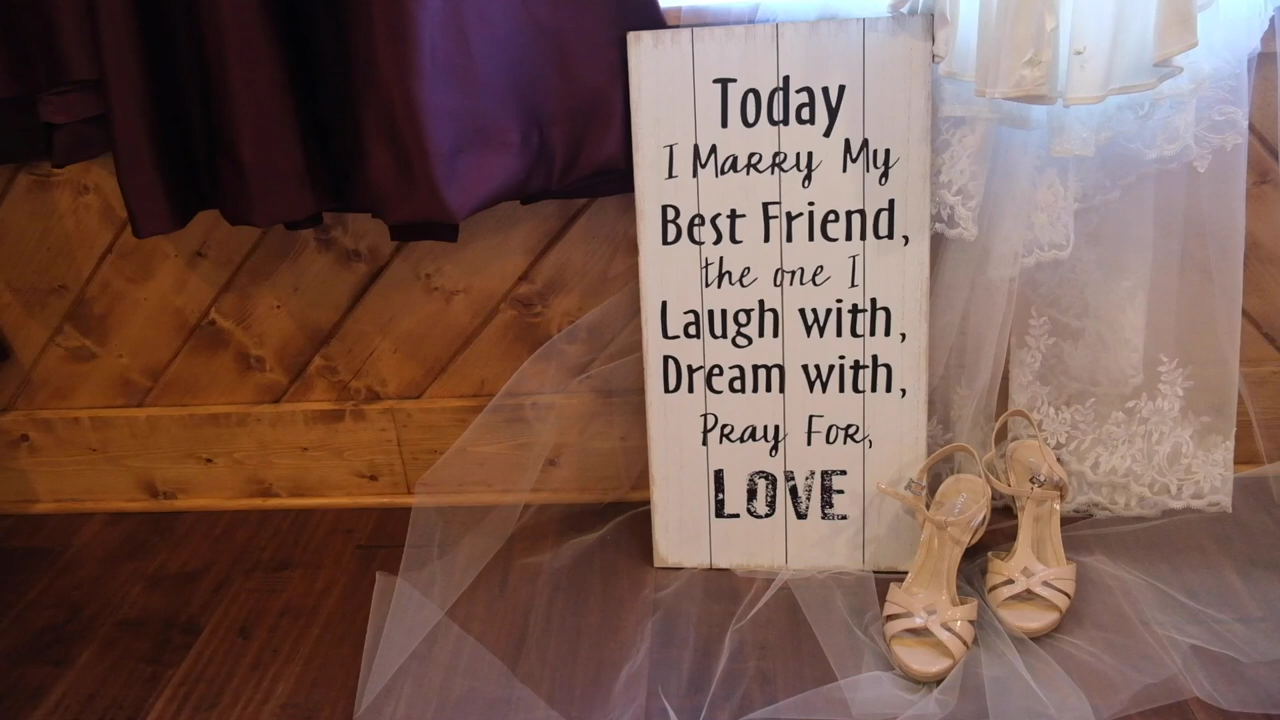 Today
I Marry My
Best Friend,
the one I
Laugh with,
Dream with,
Pray For,
LOVE